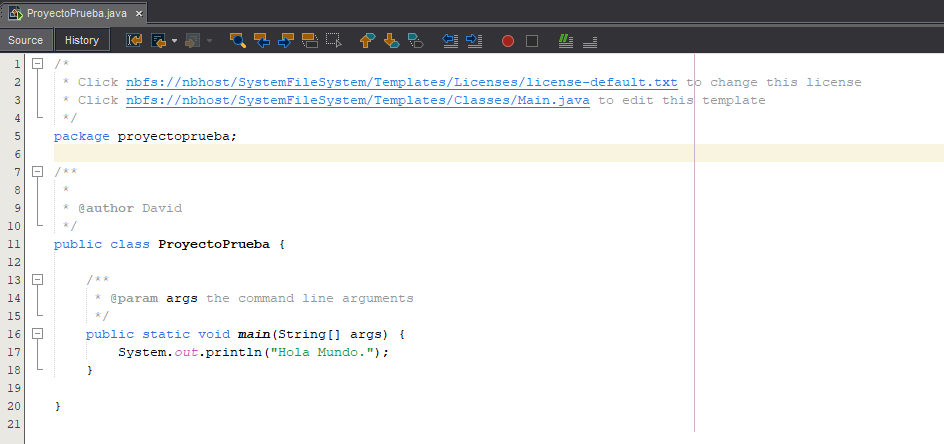 ProyectoPrueba.java ×
Source History
1 /*
2 * Click nbfs://nbhost/SystemFileSystem/Templates/Licenses/license-default.txt to change this license
3 * Click nbfs://nbhost/SystemFileSystem/Templates/Classes/Main.java to edit this template
4 */
5 package proyectoprueba;
6
7 /**
8 *
9 * @author David
10 */
11 public class ProyectoPrueba {
12
13 /**
14 * @param args the command line arguments
15 */
16 public static void main(String[] args) {
17 System.out.println("Hola Mundo.");
18 }
19
20 }
21